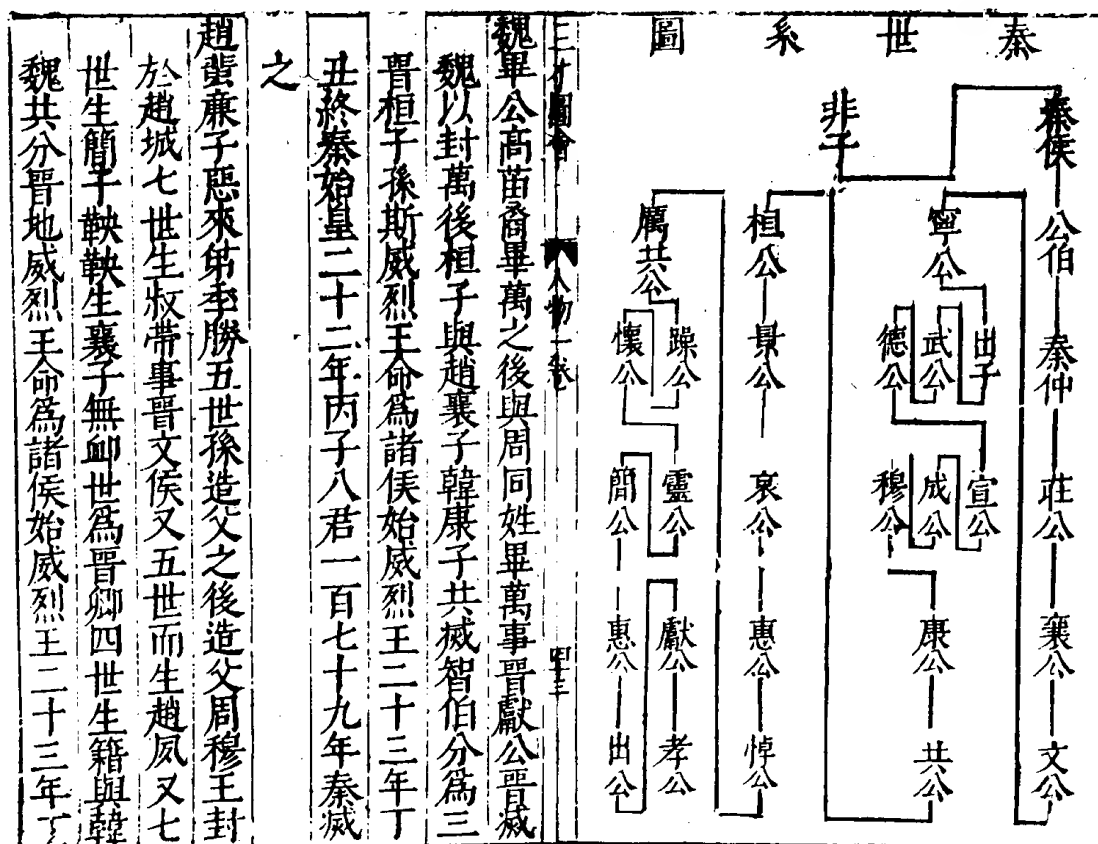 秦世系圖
非子
秦侯
公伯
秦仲
莊公
襄公
文公
寧公
出子
武公
德公
宣公
成公
穆公
康公
共公
桓公
景公
哀公
惠公
悼公
厲共公
躁公
懷公
靈公
簡公
惠公
出公
獻公
孝公
三才圖會
人物一卷
四十三
魏畢公高苗裔畢萬之後與周同姓畢萬事晉獻公晉滅
魏以封萬後桓子與趙襄子韓康子共滅智伯分爲三
晉桓子孫斯威烈王命爲諸侯始威烈王二十三年丁
丑終秦始皇二十二年丙子八君一百七十九年秦滅
之
趙蜚廉子惡來弟季勝五世孫造父之後造父周穆王封
於趙城七世生叔帶事晉文侯又五世而生趙夙又七
世生簡子鞅鞅生襄子無卹世爲晉卿四世生籍與韓
魏共分晉地威烈王命爲諸侯始威烈王二十三年丁